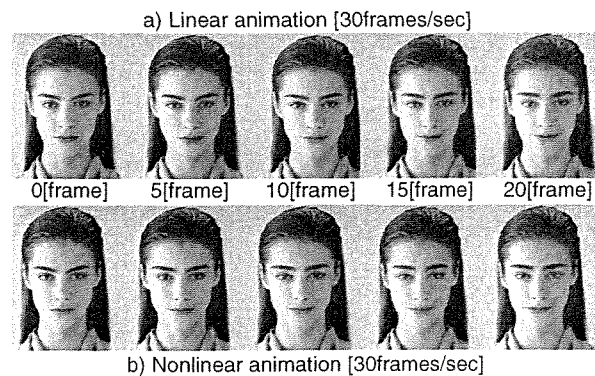 a) Linear animation [30frames/sec]
0[frame] 5[frame] 10[frame] 15[frame] 20[frame]
b) Nonlinear animation [30frames/sec]